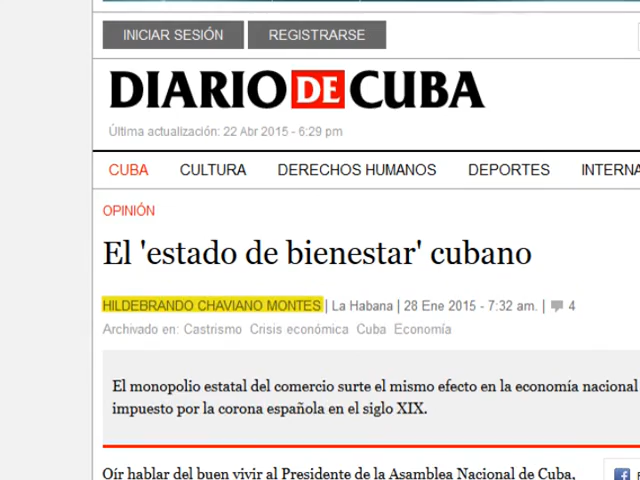 INICIAR SESIÓN REGISTRARSE
DIARIO DE CUBA
Última actualización: 22 Abr 2015 - 6:29 pm
CUBA CULTURA DERECHOS HUMANOS DEPORTES INTERNA
OPINIÓN
El 'estado de bienestar' cubano
HILDEBRANDO CHAVIANO MONTES | La Habana | 28 Ene 2015 - 7:32 am. | 4
Archivado en: Castrismo Crisis económica Cuba Economía
El monopolio estatal del comercio surte el mismo efecto en la economía nacional
impuesto por la corona española en el siglo XIX.
Oír hablar del buen vivir al Presidente de la Asamblea Nacional de Cuba,